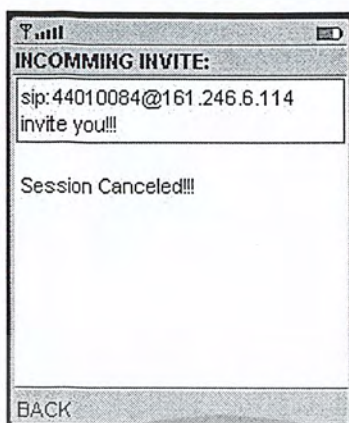 INCOMMING INVITE:
sip:44010084@161.246.6.114
invite you!!!
Session Canceled!!!
BACK